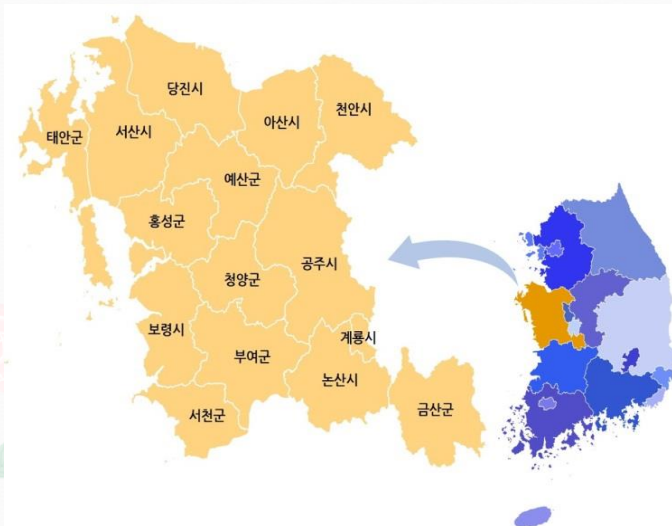 당진시
아산시
천안시
태안군
서산시
예산군
홍성군
공주시
청양군
보령시
계룡시
부여군
논산시
서천군
금산군